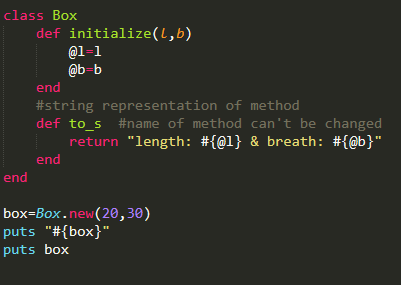 class Box
    def initialize(l,b)
        @l=l
        @b=b
    end
    #string representation of method
    def to_s  #name of method can't be changed
        return "length: #{@l} & breath: #{@b}"
    end
end

box=Box.new(20,30)
puts "#{box}"
puts box